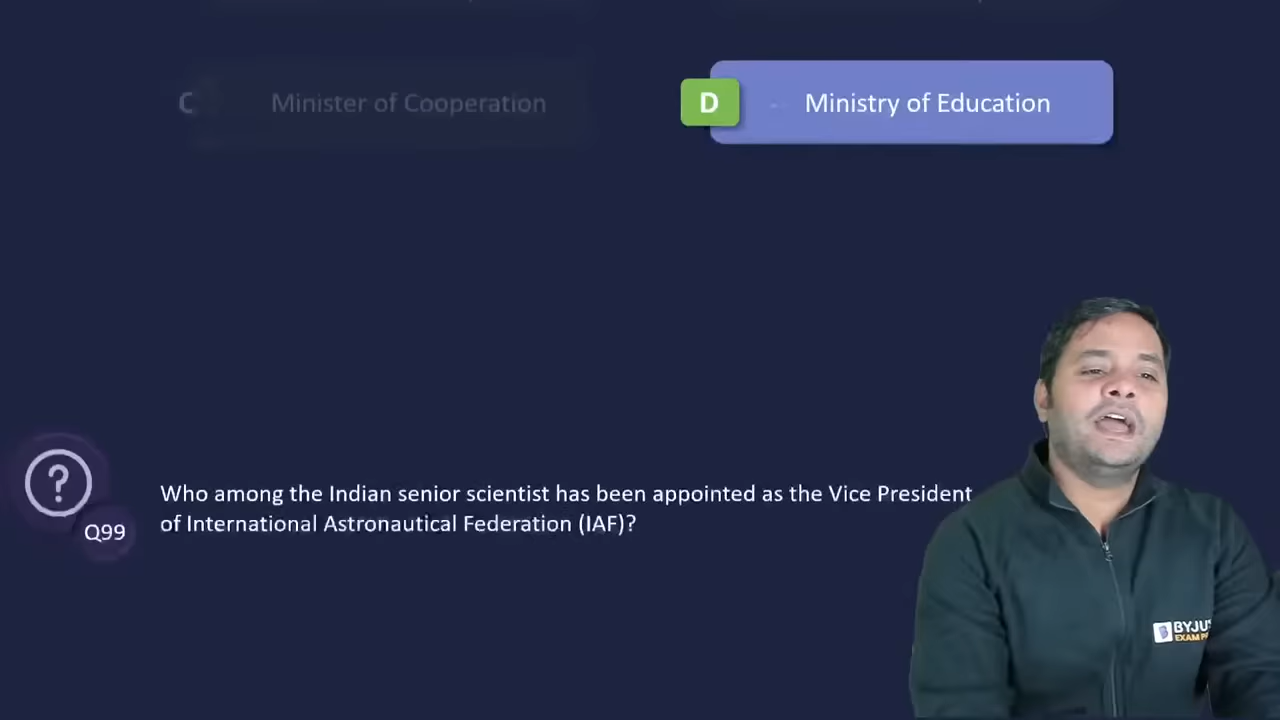 C Minister of Cooperation
D Ministry of Education
Who among the Indian senior scientist has been appointed as the Vice President
of International Astronautical Federation (IAF)?
Q99
BYJU'S
EXAM